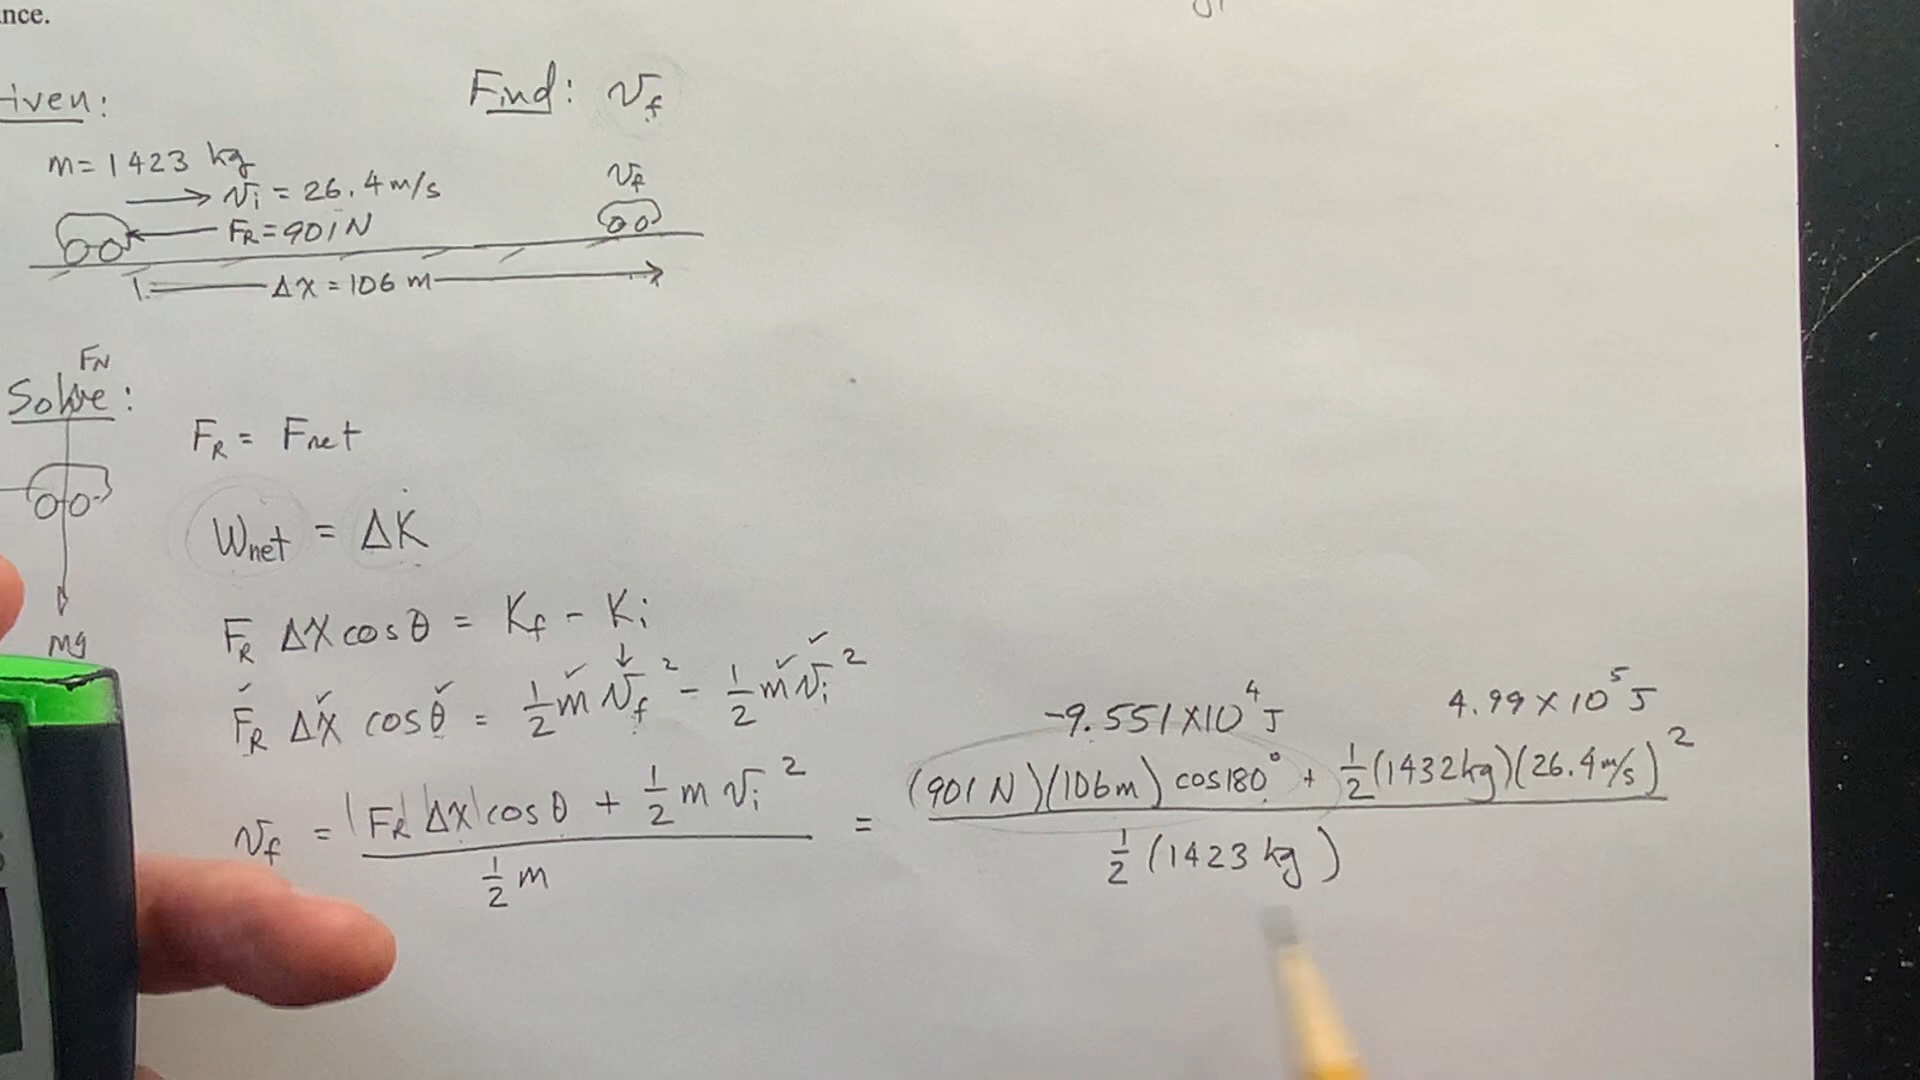 nce.
Find: vf
iven:
m = 1423 kg
vi = 26.4 m/s
vf
FR = 901 N
Δx = 106 m
FN
Solve:
FR = Fnet
Wnet = ΔK
FR Δx cos θ = Kf - Ki
mg
FR Δx cos θ = 1/2 m vf² - 1/2 m vi²
-9.551 x 10⁴ J 4.99 x 10⁵ J
vf = (|FR| |Δx| cos θ + 1/2 m vi²) / (1/2 m) = ((901 N)(106 m) cos 180° + 1/2 (1432 kg)(26.4 m/s)²) / (1/2 (1423 kg))